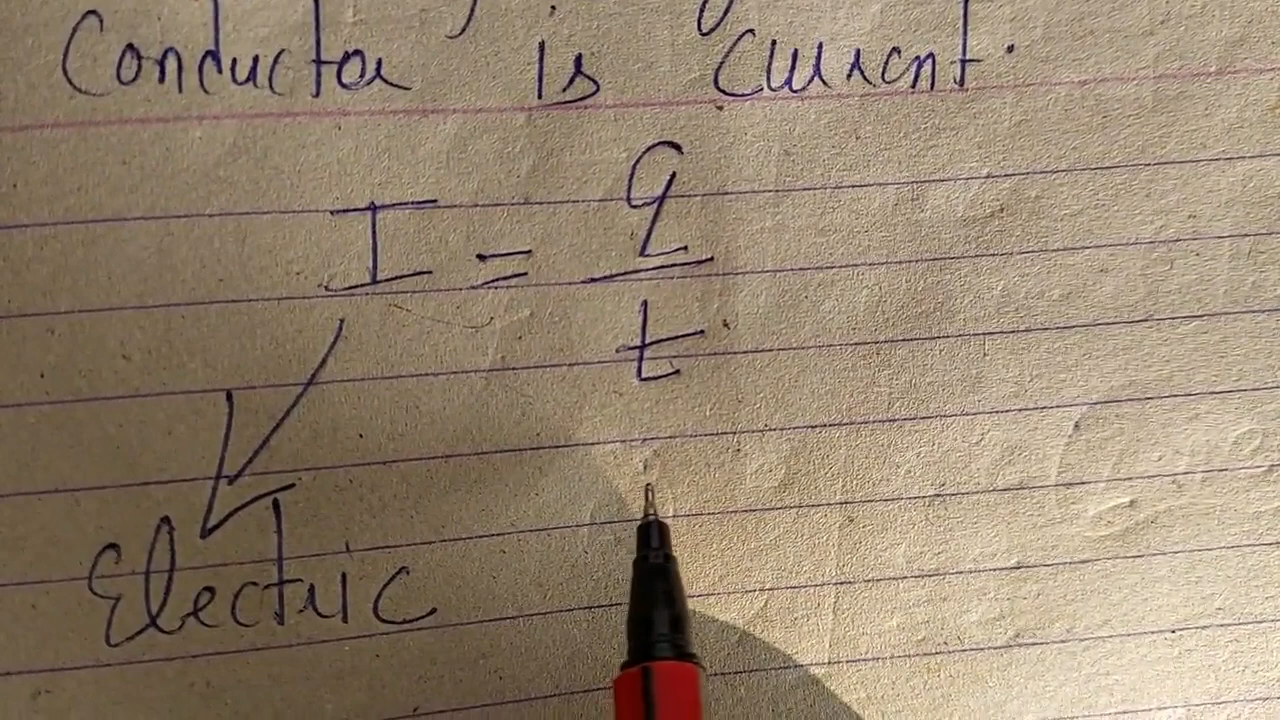 Conductor is Current.
I = q/t
Electric